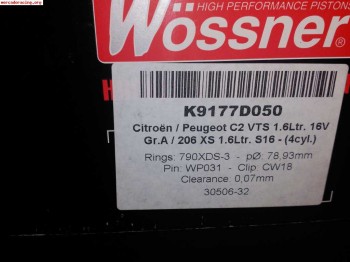 mercadoracing.org
HIGH PERFORMANCE PISTONS
Wössner
K9177D050
Citroën / Peugeot C2 VTS 1.6Ltr. 16V
Gr.A / 206 XS 1.6Ltr. S16 - (4cyl.)
Rings: 790XDS-3 - pØ: 78,93mm
Pin: WP031 - Clip: CW18
Clearance: 0,07mm
30506-32